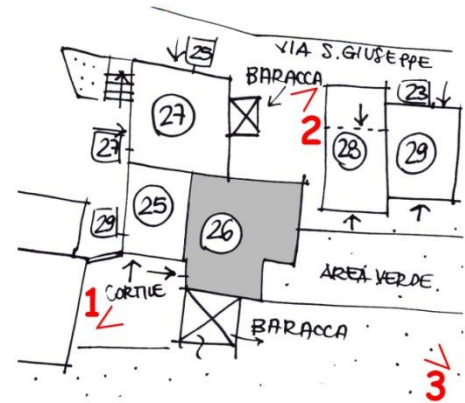 VIA S.GIUSEPPE
25
BARACCA
23
27
2
28
29
27
25
26
29
1
CORTILE
AREA VERDE.
BARACCA
3